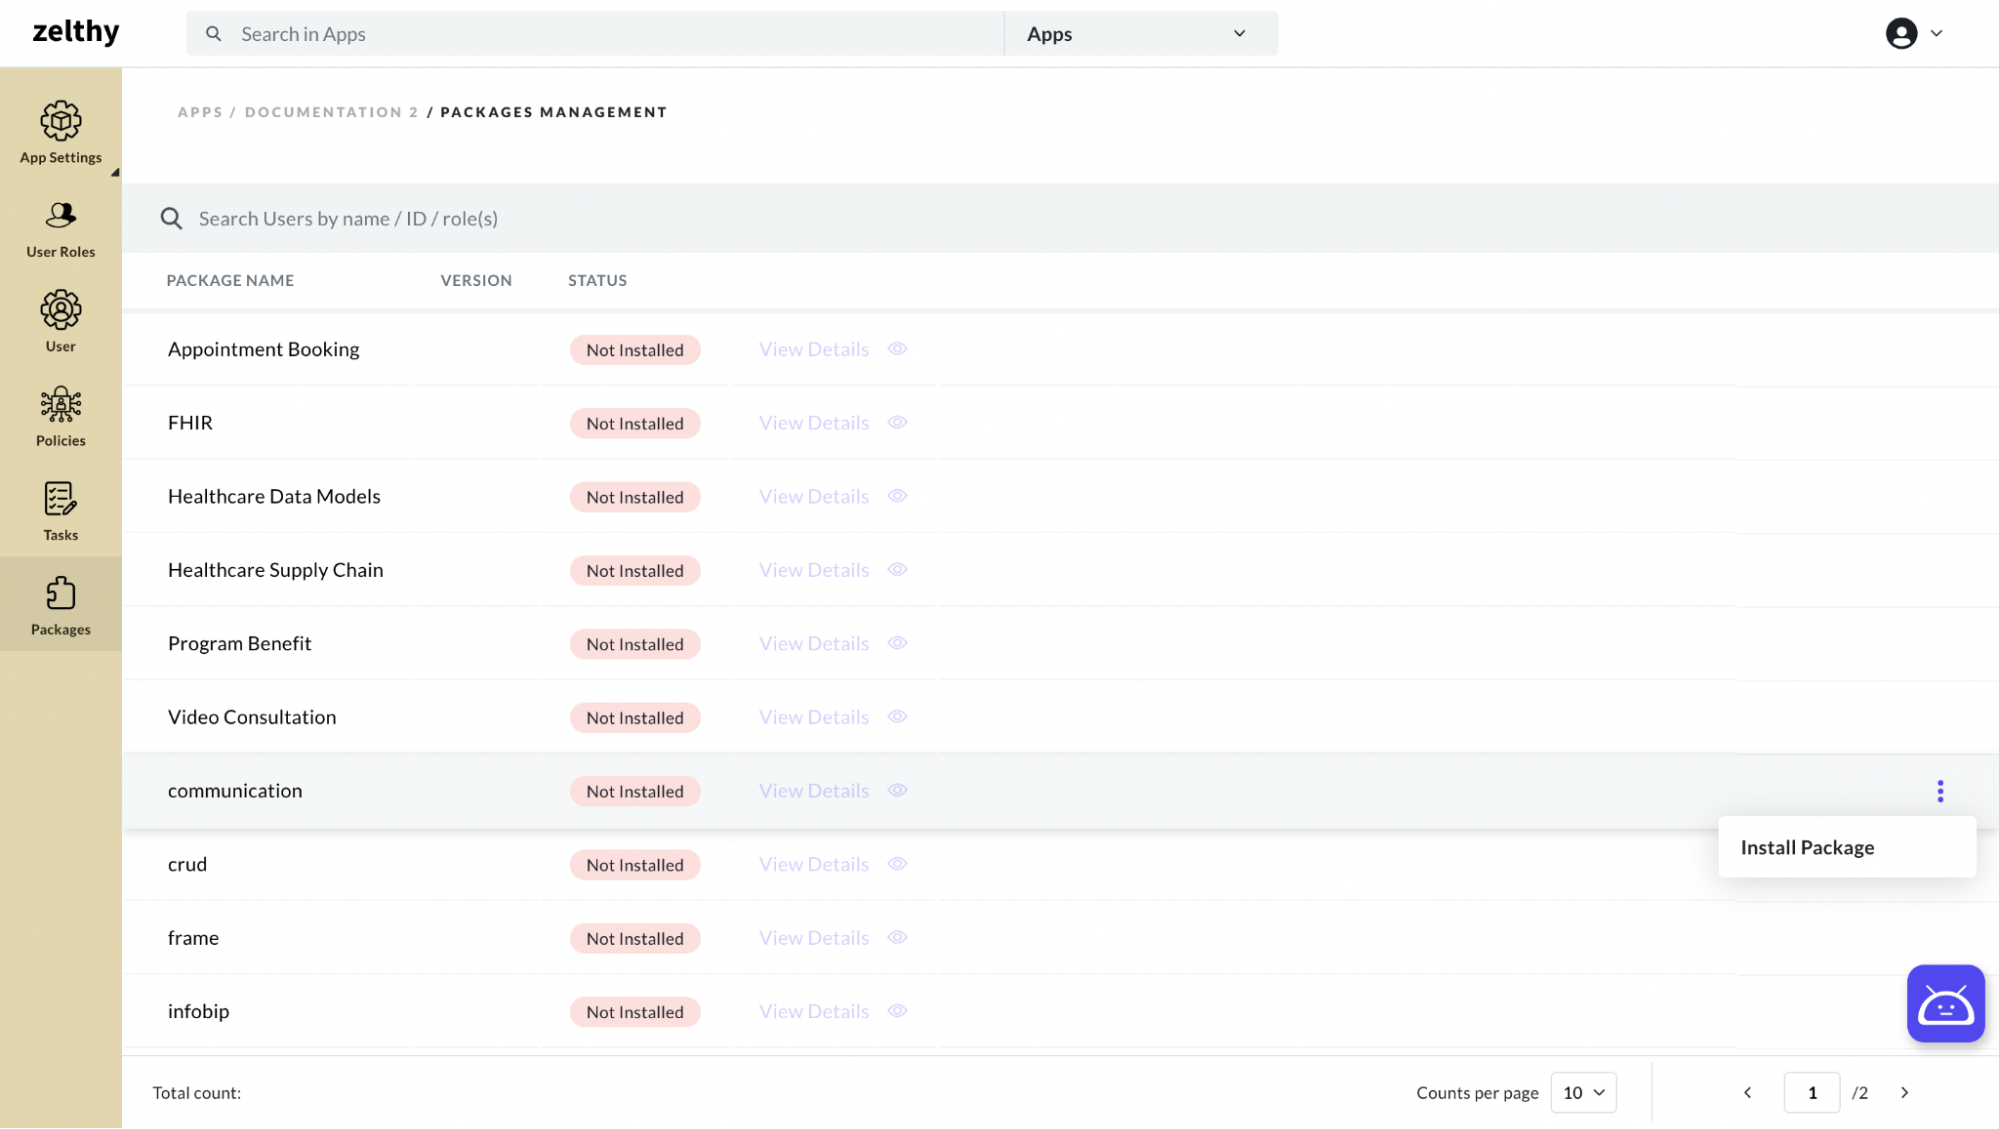 zelthy
Search in Apps
Apps
APPS / DOCUMENTATION 2 / PACKAGES MANAGEMENT
App Settings
User Roles
User
Policies
Tasks
Packages
Search Users by name / ID / role(s)
PACKAGE NAME VERSION STATUS
Appointment Booking Not Installed View Details
FHIR Not Installed View Details
Healthcare Data Models Not Installed View Details
Healthcare Supply Chain Not Installed View Details
Program Benefit Not Installed View Details
Video Consultation Not Installed View Details
communication Not Installed View Details
Install Package
crud Not Installed View Details
frame Not Installed View Details
infobip Not Installed View Details
Total count: Counts per page 10 1 /2